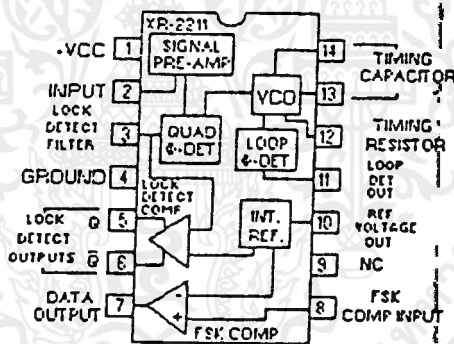 XR-2211
+VCC 1
SIGNAL
PRE-AMP
14
TIMING
CAPACITOR
INPUT 2
VCO
13
LOCK
DETECT
FILTER
3
QUAD
Φ-DET
LOOP
Φ-DET
12
TIMING
RESISTOR
GROUND 4
11
LOOP
DET
OUT
LOCK
DETECT
COMP
LOCK
DETECT
OUTPUTS
Q 5
Q̅ 6
INT.
REF.
10
REF
VOLTAGE
OUT
9 NC
DATA
OUTPUT
7
-
+
8
FSK
COMP INPUT
FSK COMP